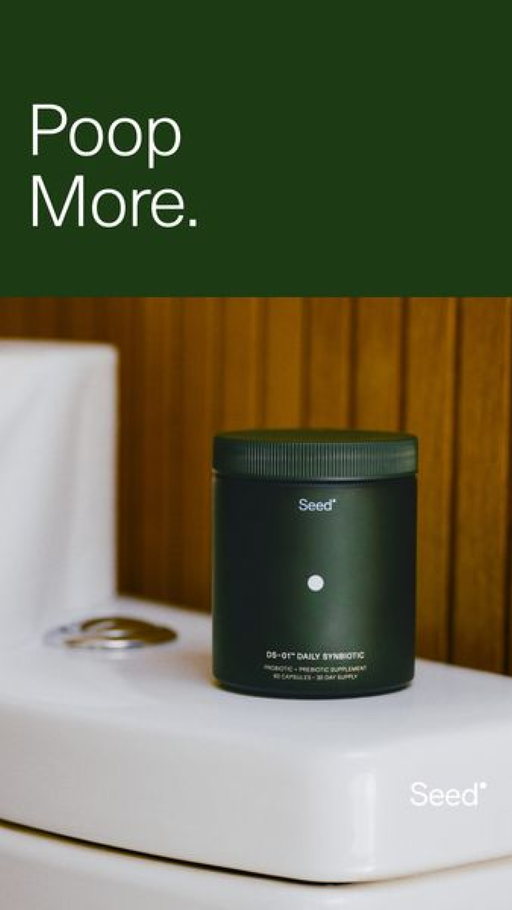 Poop
More.
Seed
DS-01™ DAILY SYNBIOTIC
PROBIOTIC + PREBIOTIC SUPPLEMENT
60 CAPSULES • 30 DAY SUPPLY
Seed